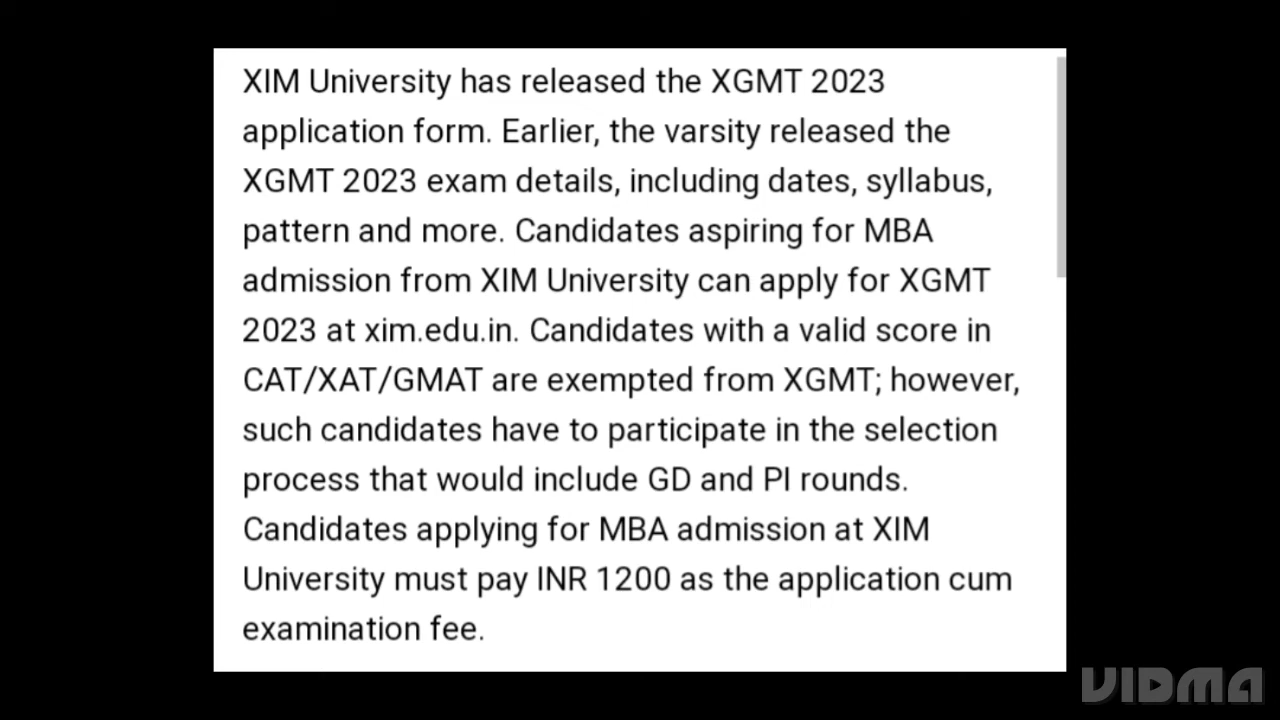 XIM University has released the XGMT 2023
application form. Earlier, the varsity released the
XGMT 2023 exam details, including dates, syllabus,
pattern and more. Candidates aspiring for MBA
admission from XIM University can apply for XGMT
2023 at xim.edu.in. Candidates with a valid score in
CAT/XAT/GMAT are exempted from XGMT; however,
such candidates have to participate in the selection
process that would include GD and PI rounds.
Candidates applying for MBA admission at XIM
University must pay INR 1200 as the application cum
examination fee.
VIDMA